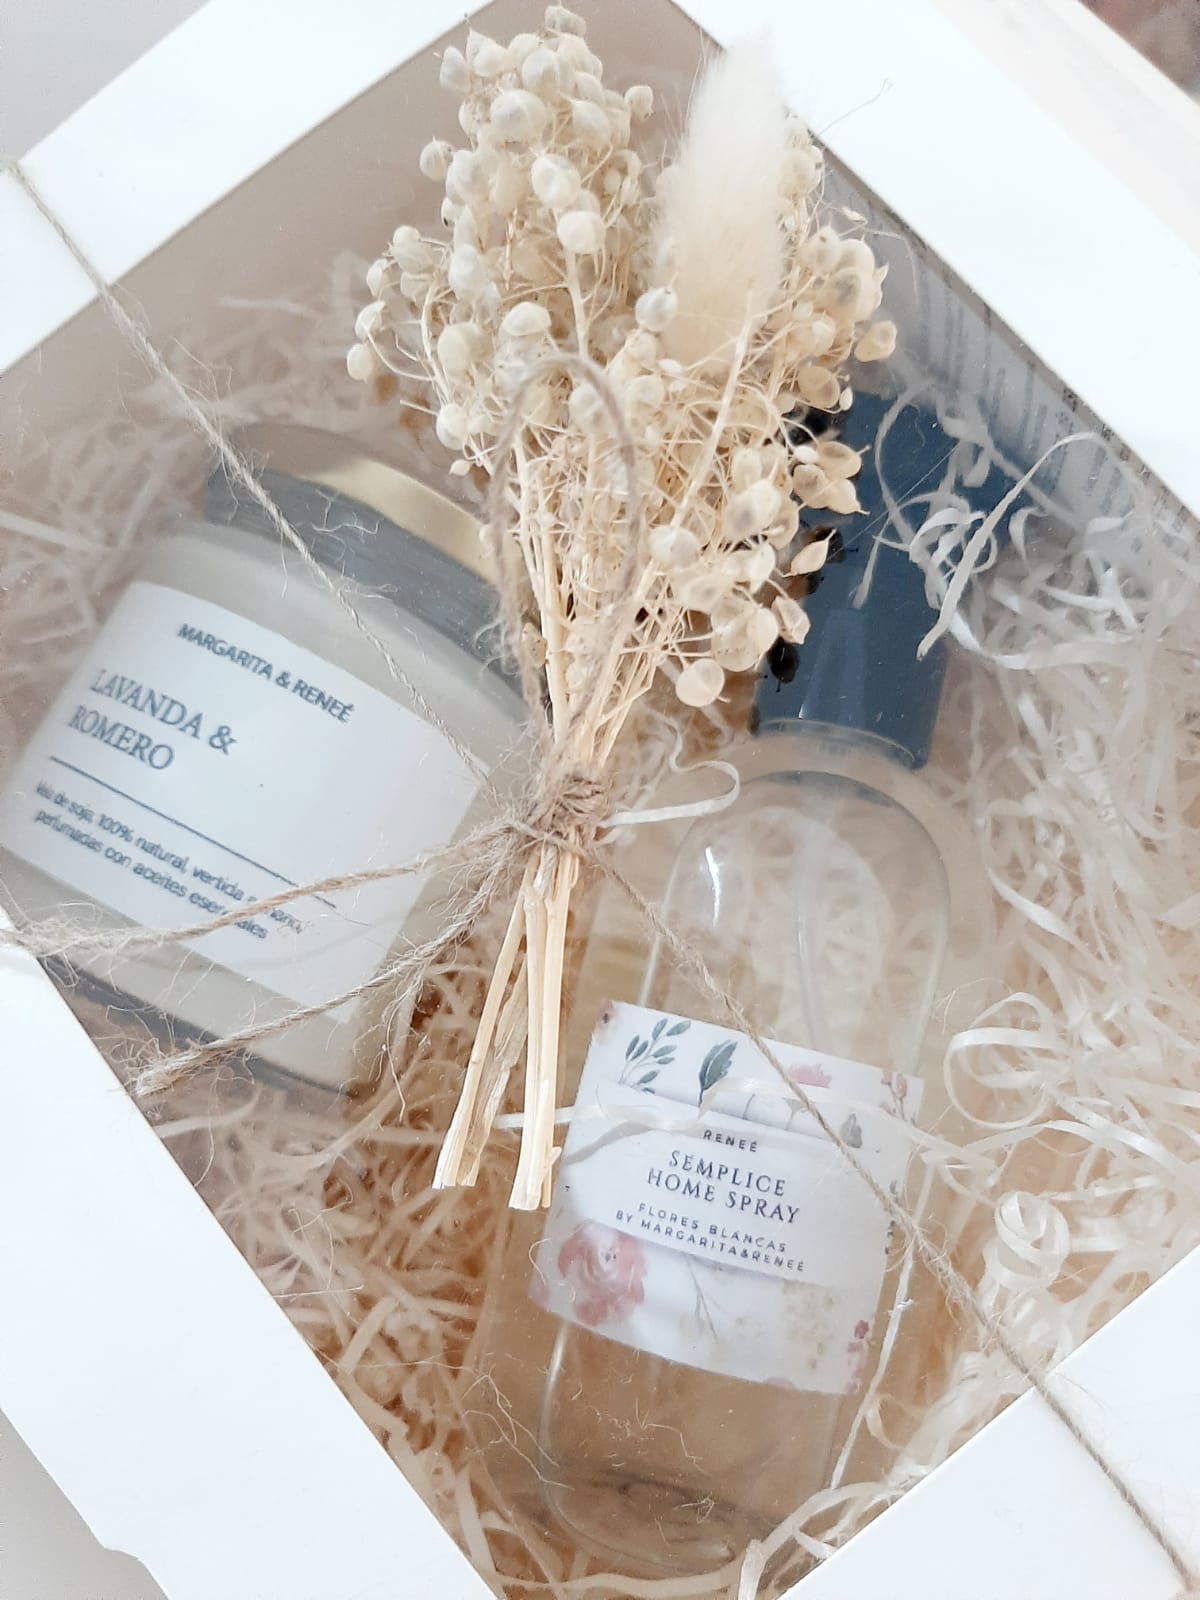 MARGARITA & RENEÉ
LAVANDA &
ROMERO
de soja, 100% natural, vertida a mano,
perfumadas con aceites esenciales
RENEÉ
SEMPLICE
HOME SPRAY
FLORES BLANCAS
BY MARGARITA&RENEÉ